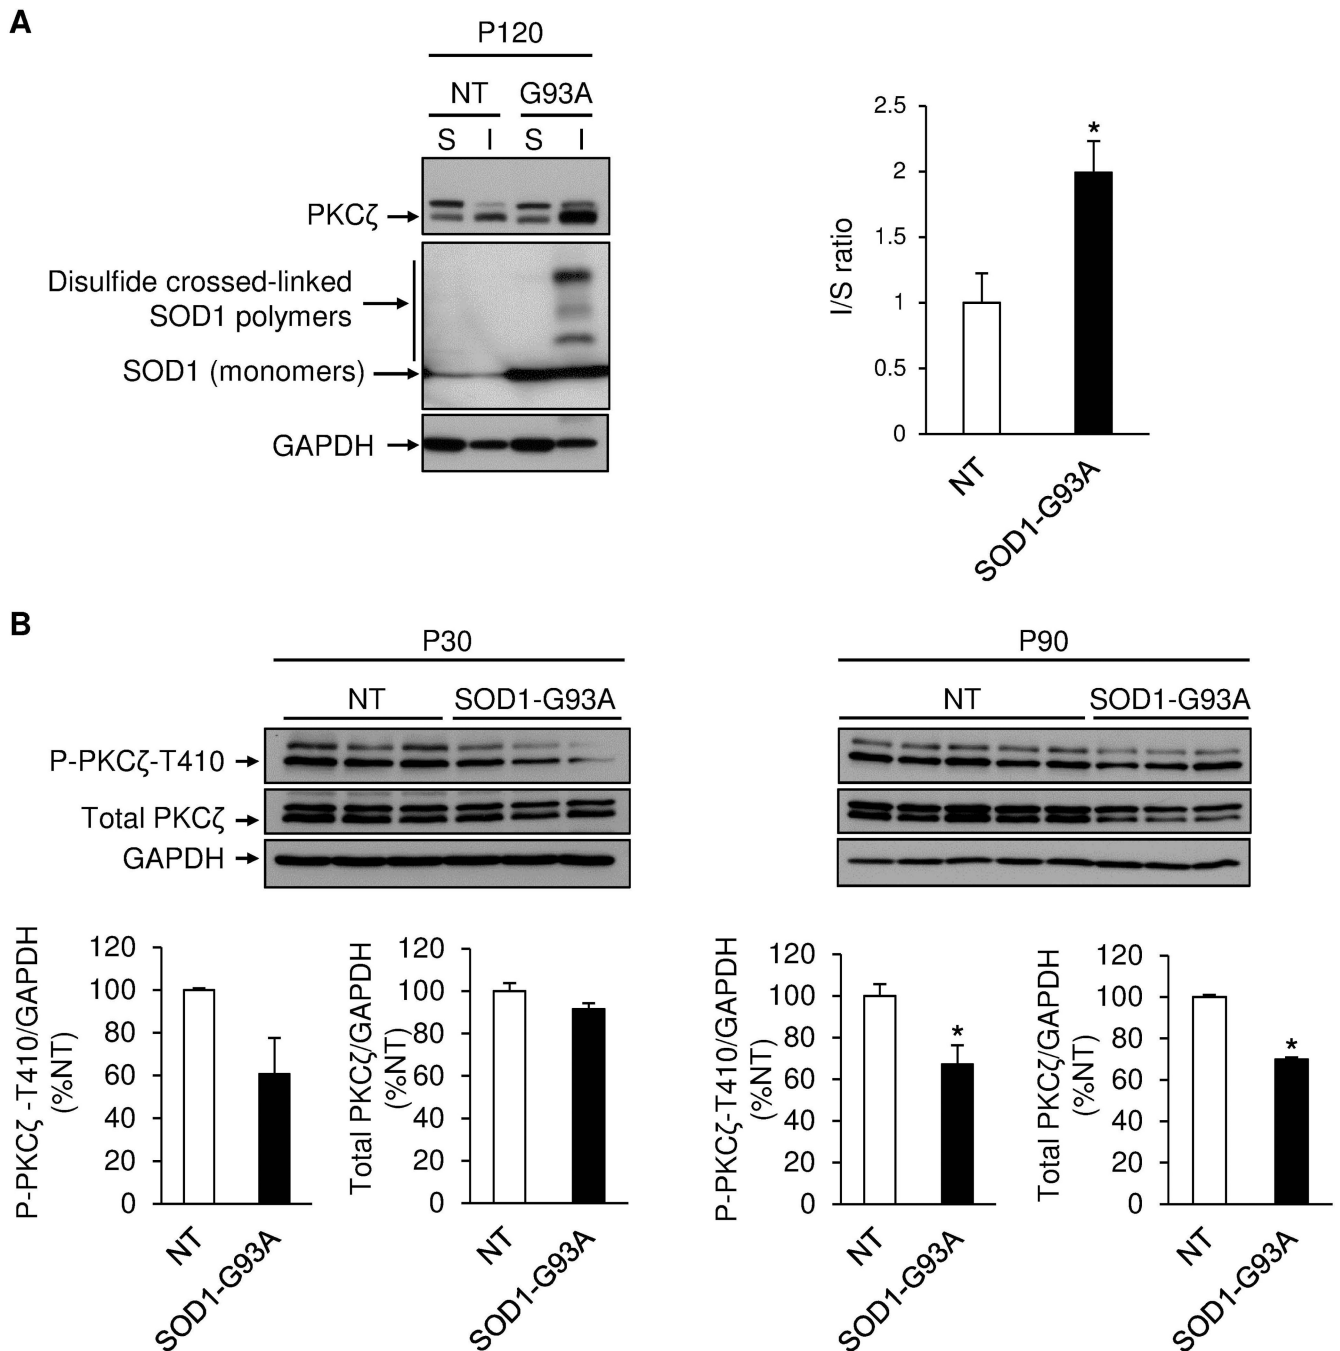 A
P120
NT G93A
S I S I
PKCζ
Disulfide crossed-linked
SOD1 polymers
SOD1 (monomers)
GAPDH
I/S ratio
2.5
2
1.5
1
0.5
0
*
NT
SOD1-G93A
B
P30
NT SOD1-G93A
P-PKCζ-T410
Total PKCζ
GAPDH
P90
NT SOD1-G93A
P-PKCζ -T410/GAPDH
(%NT)
120
100
80
60
40
20
0
NT
SOD1-G93A
Total PKCζ/GAPDH
(%NT)
120
100
80
60
40
20
0
NT
SOD1-G93A
P-PKCζ-T410/GAPDH
(%NT)
120
100
80
60
40
20
0
*
NT
SOD1-G93A
Total PKCζ/GAPDH
(%NT)
120
100
80
60
40
20
0
*
NT
SOD1-G93A